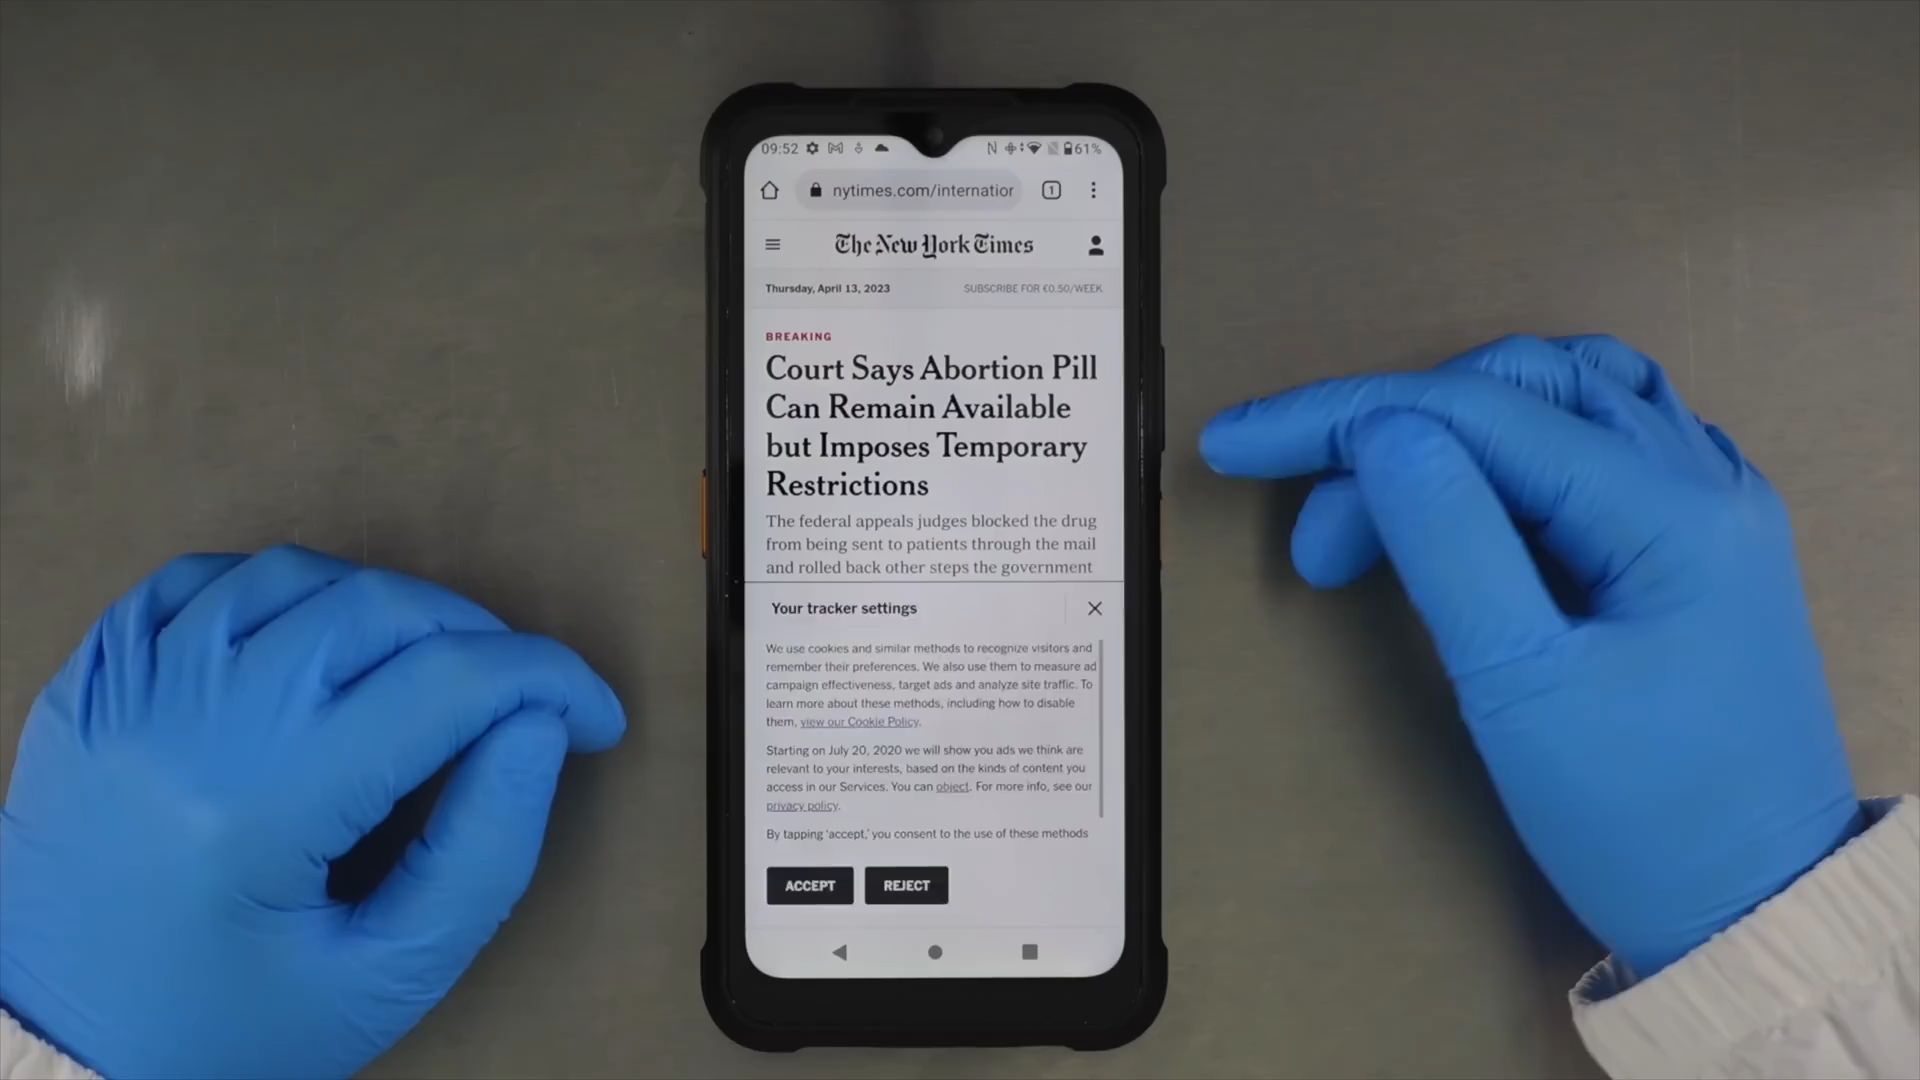 09:52 61%
nytimes.com/internatior 1
The New York Times
Thursday, April 13, 2023 SUBSCRIBE FOR €0.50/WEEK
BREAKING
Court Says Abortion Pill
Can Remain Available
but Imposes Temporary
Restrictions
The federal appeals judges blocked the drug
from being sent to patients through the mail
and rolled back other steps the government
Your tracker settings
We use cookies and similar methods to recognize visitors and
remember their preferences. We also use them to measure ad
campaign effectiveness, target ads and analyze site traffic. To
learn more about these methods, including how to disable
them, view our Cookie Policy.
Starting on July 20, 2020 we will show you ads we think are
relevant to your interests, based on the kinds of content you
access in our Services. You can object. For more info, see our
privacy policy.
By tapping 'accept,' you consent to the use of these methods
ACCEPT REJECT